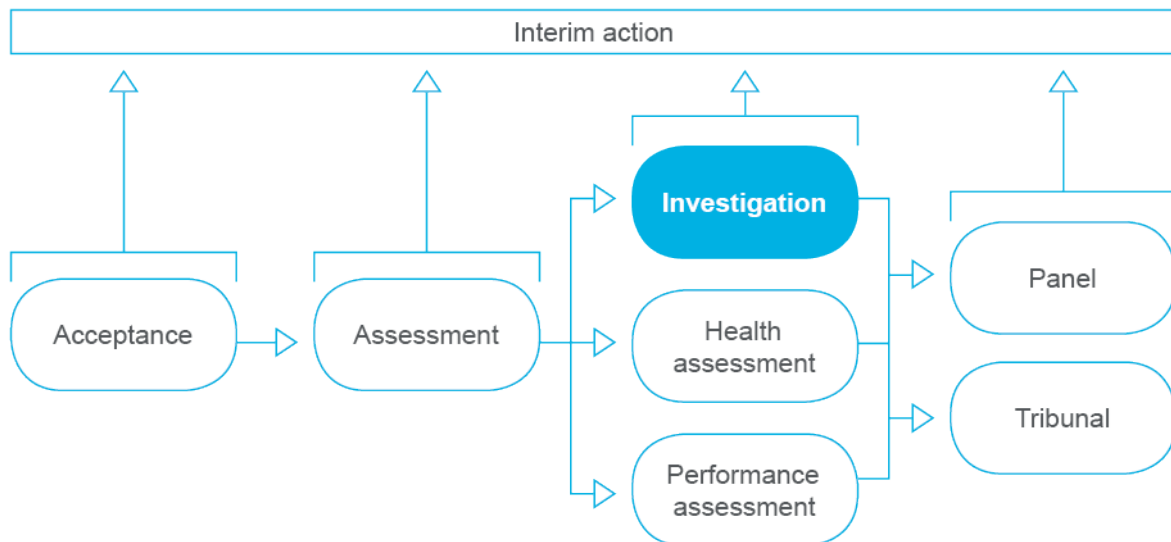 Interim action
Acceptance
Assessment
Investigation
Health
assessment
Performance
assessment
Panel
Tribunal